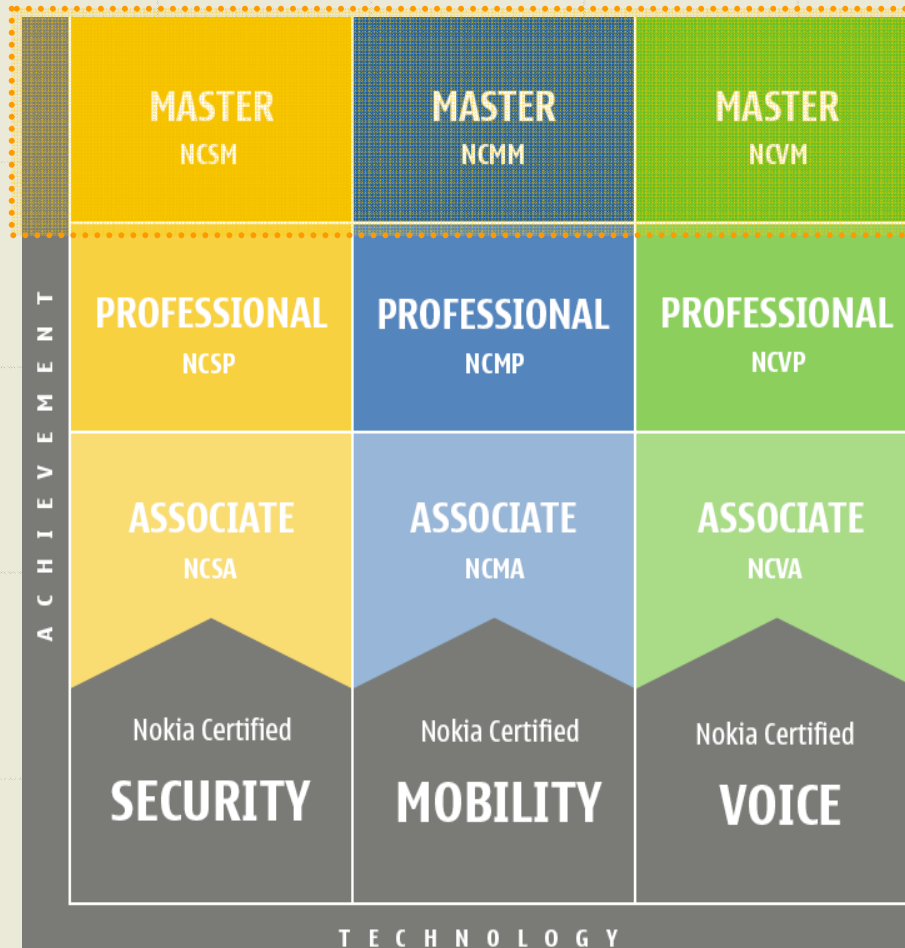 MASTER
NCSM
MASTER
NCMM
MASTER
NCVM
PROFESSIONAL
NCSP
PROFESSIONAL
NCMP
PROFESSIONAL
NCVP
ASSOCIATE
NCSA
ASSOCIATE
NCMA
ASSOCIATE
NCVA
Nokia Certified
SECURITY
Nokia Certified
MOBILITY
Nokia Certified
VOICE
ACHIEVEMENT
TECHNOLOGY